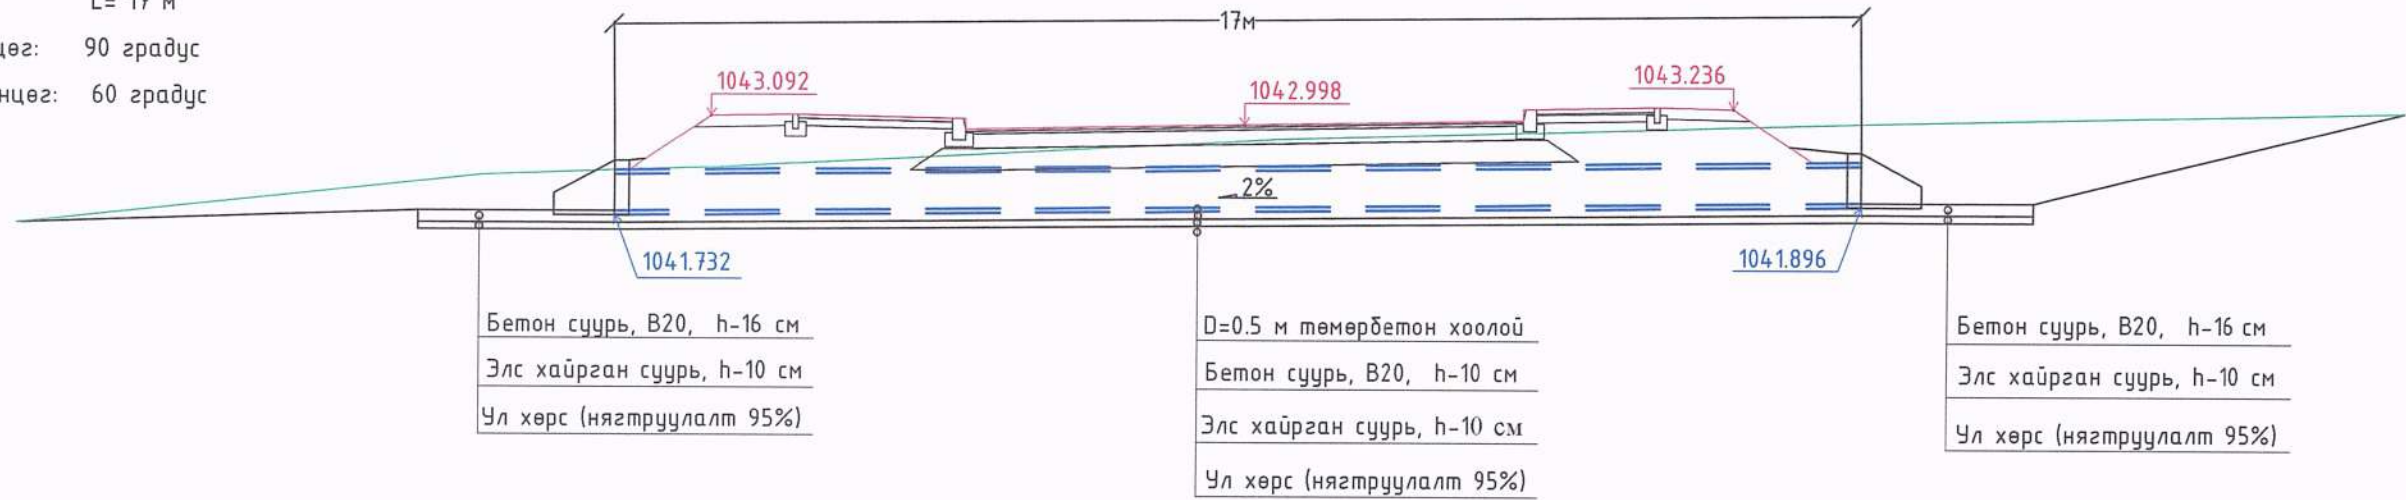 L= 17 м
17м
90 градус
60 градус
1043.092
1042.998
1043.236
2%
1041.732
1041.896
Бетон суурь, В20, h-16 см
Элс хайрган суурь, h-10 см
Ул хөрс (нягтруулалт 95%)
D=0.5 м төмөрбетон хоолой
Бетон суурь, В20, h-10 см
Элс хайрган суурь, h-10 см
Ул хөрс (нягтруулалт 95%)
Бетон суурь, В20, h-16 см
Элс хайрган суурь, h-10 см
Ул хөрс (нягтруулалт 95%)